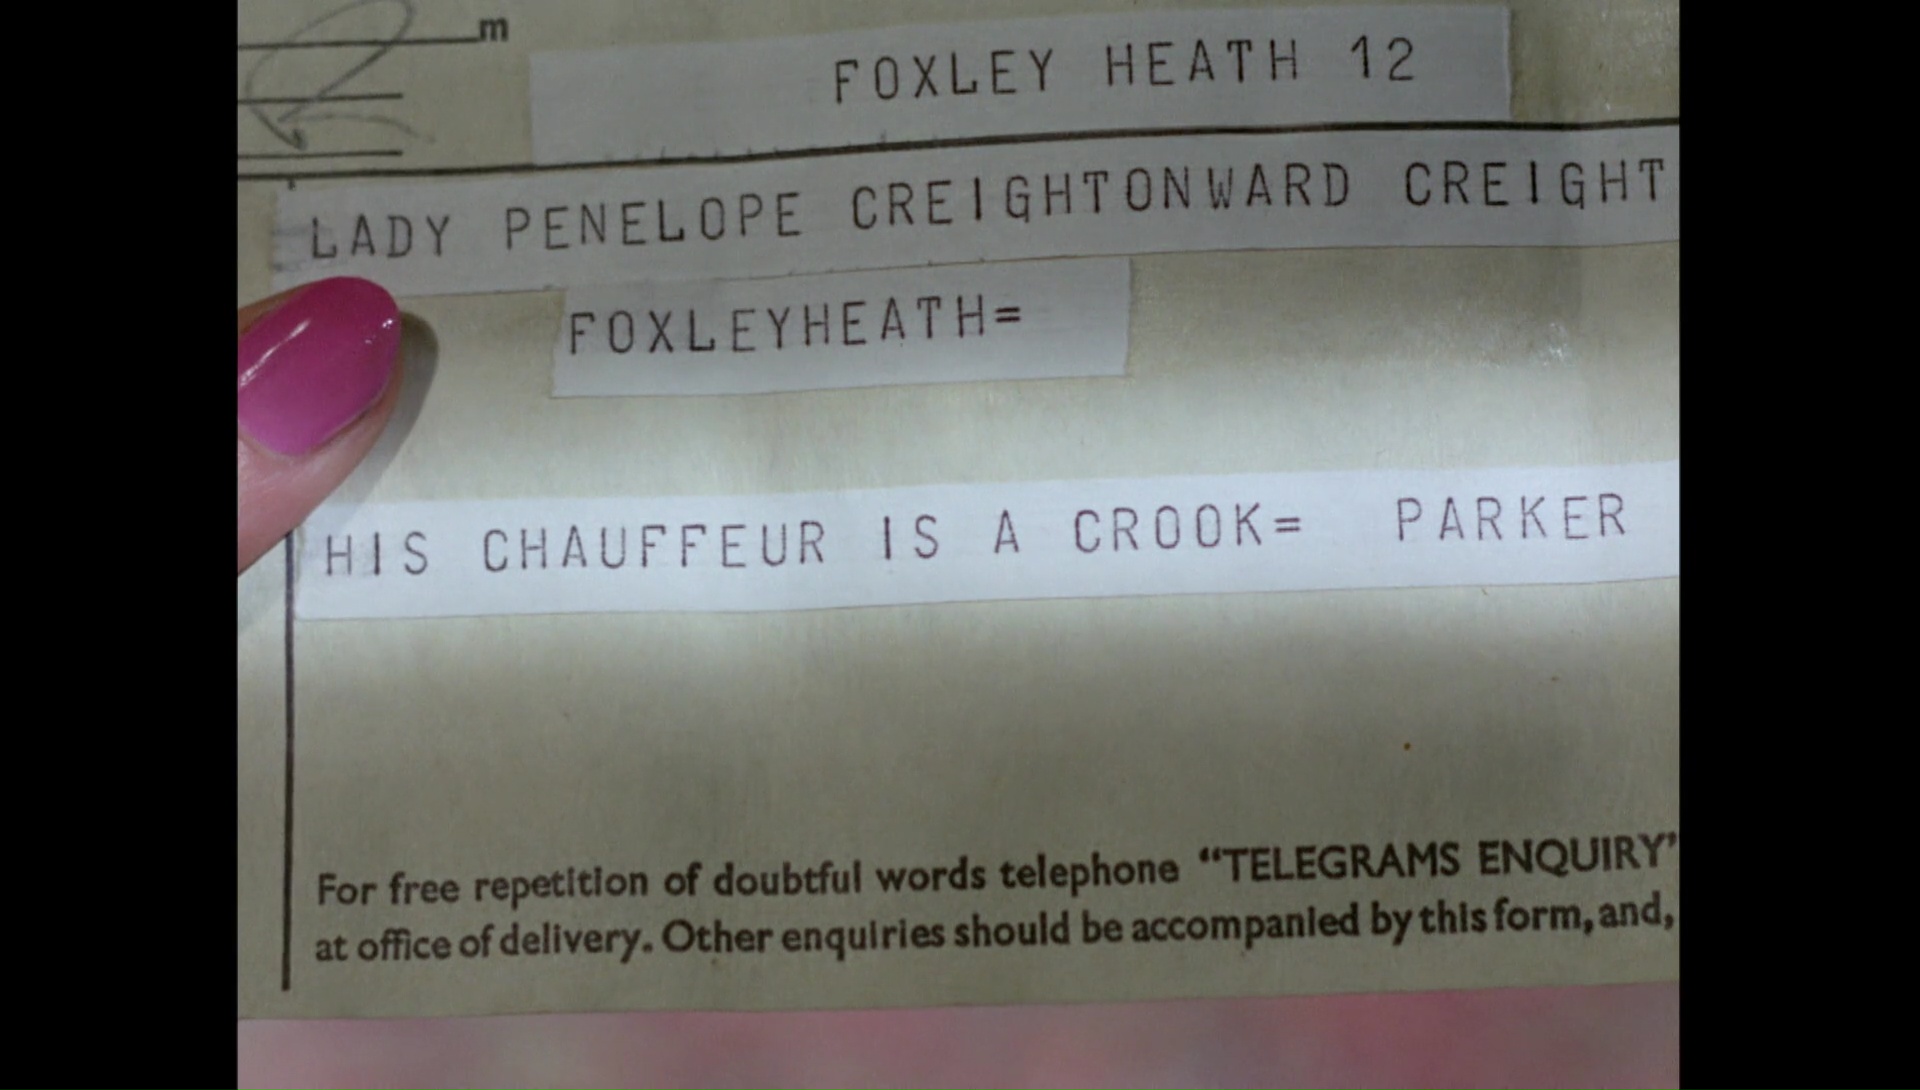 m
FOXLEY HEATH 12
LADY PENELOPE CREIGHTONWARD CREIGHT
FOXLEYHEATH=
HIS CHAUFFEUR IS A CROOK= PARKER
For free repetition of doubtful words telephone “TELEGRAMS ENQUIRY”
at office of delivery. Other enquiries should be accompanied by this form, and,